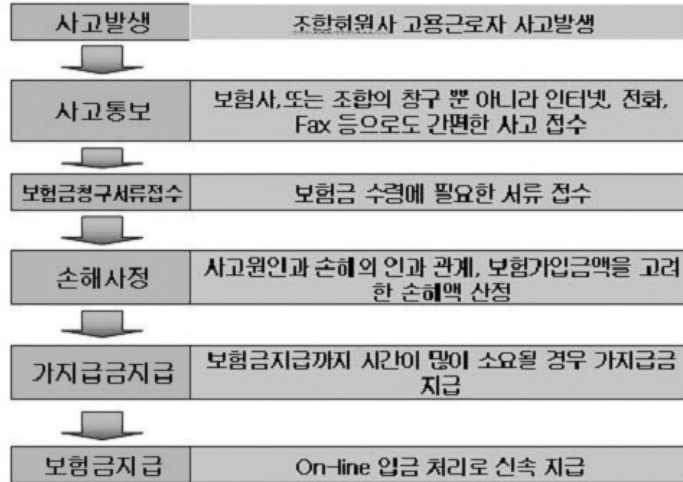 사고발생
조합회원사 고용근로자 사고발생
사고통보
보험사,또는 조합의 창구 뿐 아니라 인터넷, 전화,
Fax 등으로도 간편한 사고 접수
보험금청구서류접수
보험금 수령에 필요한 서류 접수
손해사정
사고원인과 손해의 인과 관계, 보험가입금액을 고려
한 손해액 산정
가지급금지급
보험금지급까지 시간이 많이 소요될 경우 가지급금
지급
보험금지급
On-line 입금 처리로 신속 지급